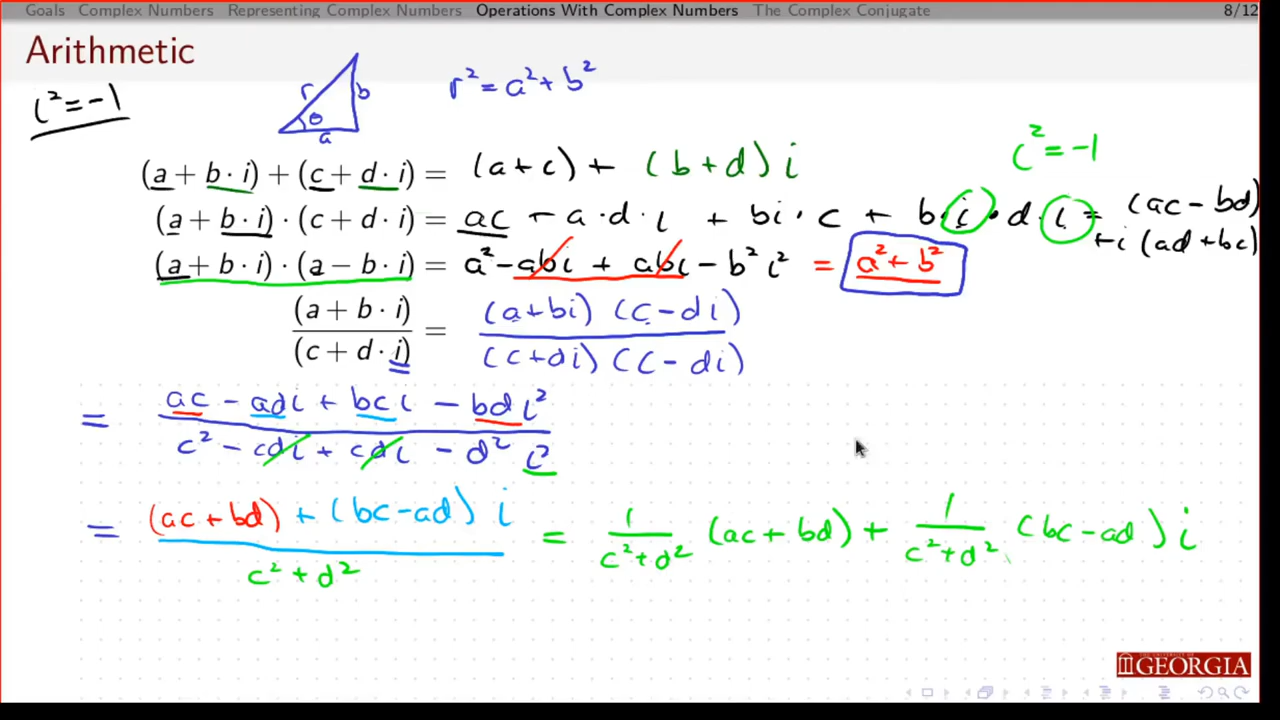 Goals Complex Numbers Representing Complex Numbers Operations With Complex Numbers The Complex Conjugate 8/12
Arithmetic
i² = -1
r b θ a
r² = a² + b²
i² = -1
(a + b · i) + (c + d · i) = (a + c) + (b + d) i
(a + b · i) · (c + d · i) = ac + a · d · i + bi · c + b · i · d · i = (ac - bd)
+ i (ad + bc)
(a + b · i) · (a − b · i) = a² - abi + abi - b² i² = a² + b²
(a + b · i) / (c + d · i) = (a + bi) (c - di) / (c + di) (c - di)
= ac - adi + bci - bdi² / c² - cdi + cdi - d² i²
= (ac + bd) + (bc - ad) i / c² + d² = 1 / c² + d² (ac + bd) + 1 / c² + d² (bc - ad) i
GEORGIA